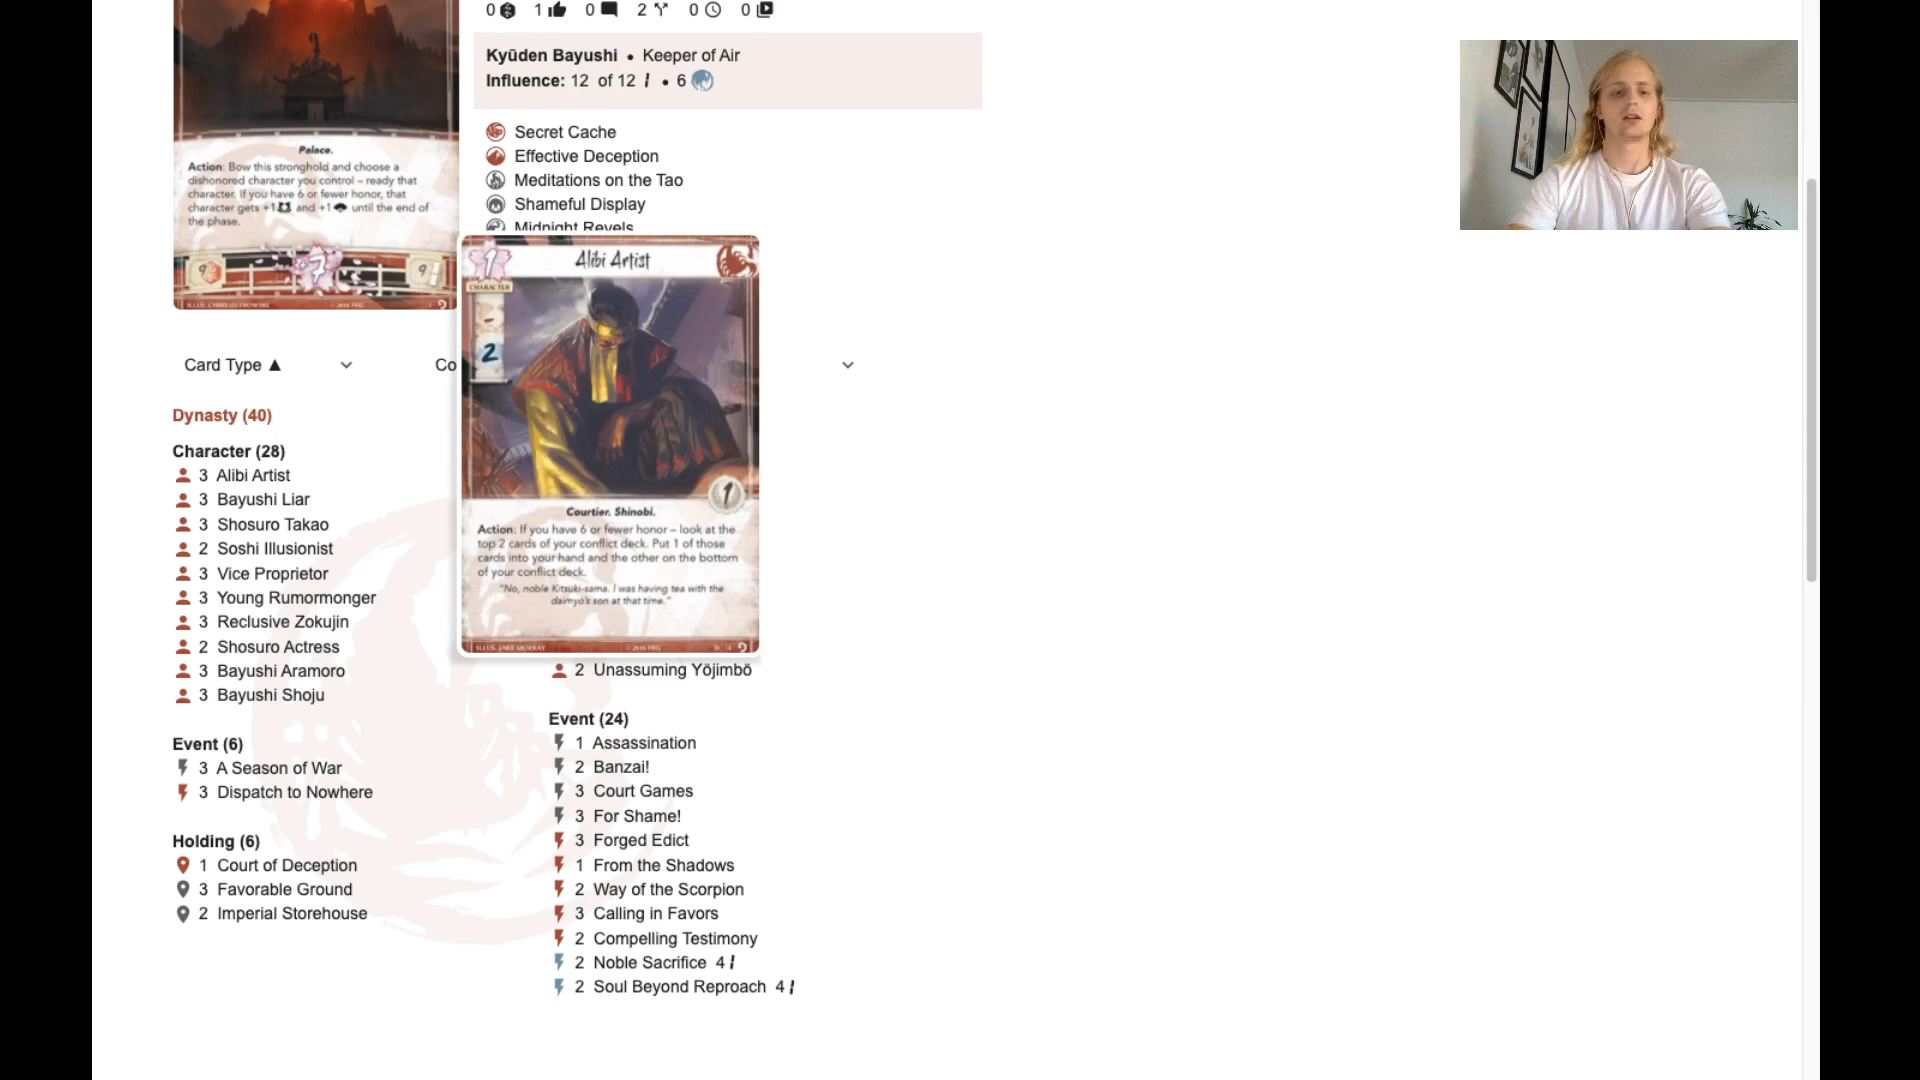 0 1 0 2 0 0
Kyūden Bayushi • Keeper of Air
Influence: 12 of 12 • 6
Secret Cache
Effective Deception
Meditations on the Tao
Shameful Display
Midnight Revels
Palace.
Action: Bow this stronghold and choose a
dishonored character you control – ready that
character. If you have 6 or fewer honor, that
character gets +1 and +1 until the end of
the phase.
9 +7 9
1 Alibi Artist
CHARACTER
-
2
1
Courtier. Shinobi.
Action: If you have 6 or fewer honor – look at the
top 2 cards of your conflict deck. Put 1 of those
cards into your hand and the other on the bottom
of your conflict deck.
"No, noble Kitsuki-sama. I was having tea with the
daimyō's son at that time."
ILLUS. JAKE MURRAY
Card Type ▲
Co
Dynasty (40)
Character (28)
3 Alibi Artist
3 Bayushi Liar
3 Shosuro Takao
2 Soshi Illusionist
3 Vice Proprietor
3 Young Rumormonger
3 Reclusive Zokujin
2 Shosuro Actress
3 Bayushi Aramoro
3 Bayushi Shoju
Event (6)
3 A Season of War
3 Dispatch to Nowhere
Holding (6)
1 Court of Deception
3 Favorable Ground
2 Imperial Storehouse
2 Unassuming Yōjimbō
Event (24)
1 Assassination
2 Banzai!
3 Court Games
3 For Shame!
3 Forged Edict
1 From the Shadows
2 Way of the Scorpion
3 Calling in Favors
2 Compelling Testimony
2 Noble Sacrifice 4
2 Soul Beyond Reproach 4